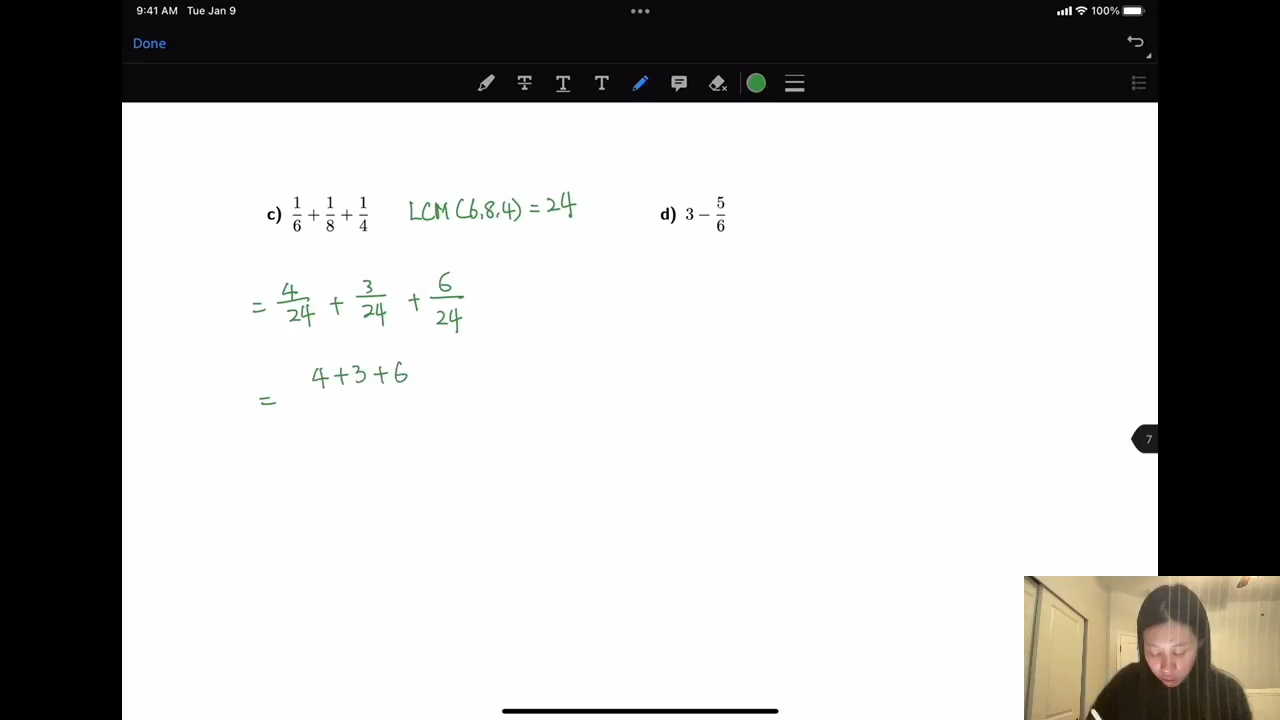 9:41 AM Tue Jan 9
100%
Done
c) 1/6 + 1/8 + 1/4
LCM (6,8,4) = 24
d) 3 − 5/6
= 4/24 + 3/24 + 6/24
= 4+3+6
7